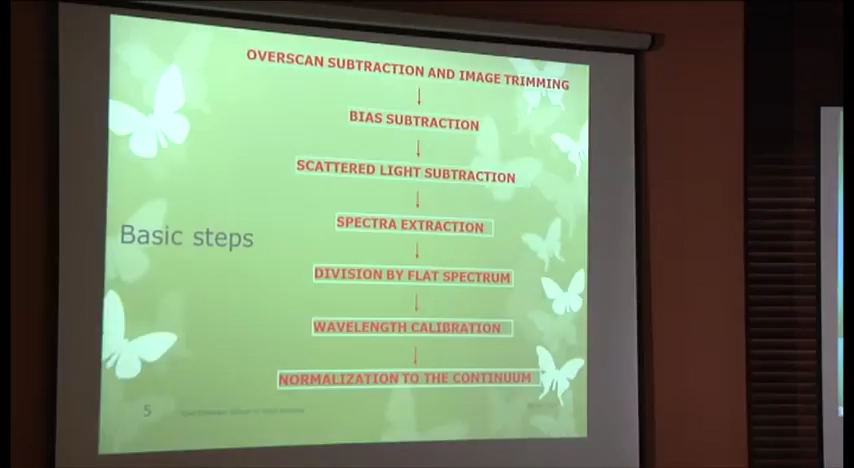 OVERSCAN SUBTRACTION AND IMAGE TRIMMING
BIAS SUBTRACTION
SCATTERED LIGHT SUBTRACTION
SPECTRA EXTRACTION
Basic steps
DIVISION BY FLAT SPECTRUM
WAVELENGTH CALIBRATION
NORMALIZATION TO THE CONTINUUM
5